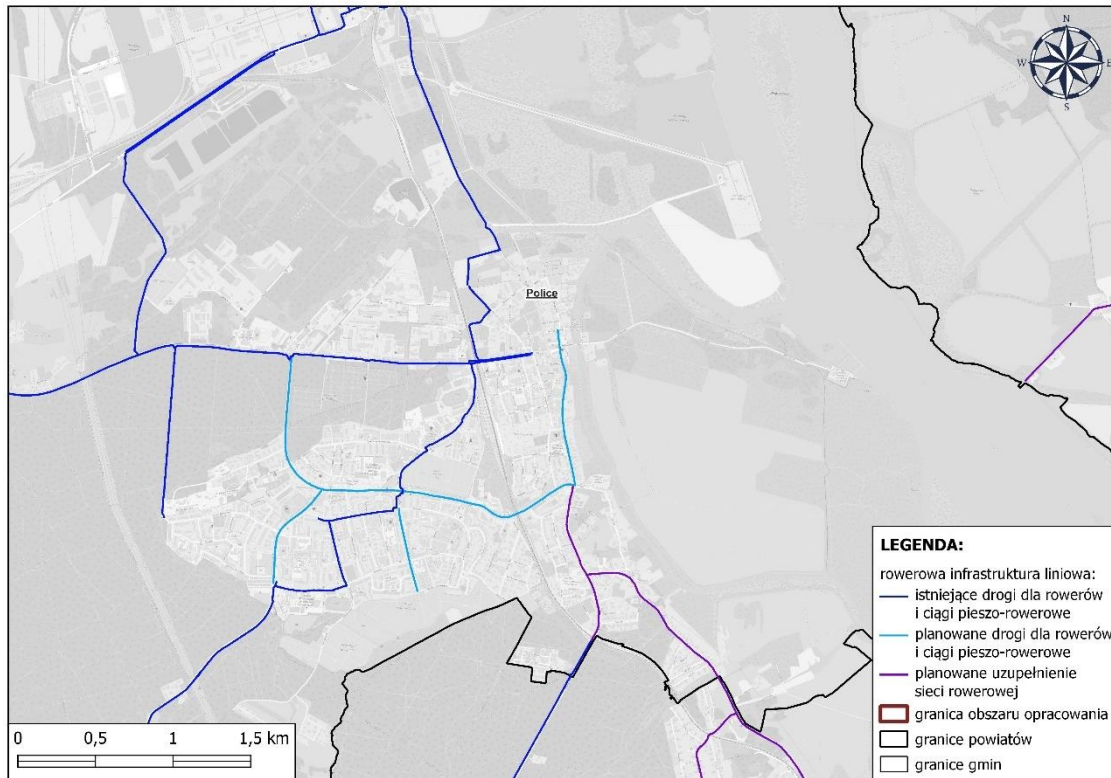 N
W
E
S
Police
LEGENDA:
rowerowa infrastruktura liniowa:
istniejące drogi dla rowerów
i ciągi pieszo-rowerowe
planowane drogi dla rowerów
i ciągi pieszo-rowerowe
planowane uzupełnienie
sieci rowerowej
granica obszaru opracowania
granice powiatów
granice gmin
0 0,5 1 1,5 km